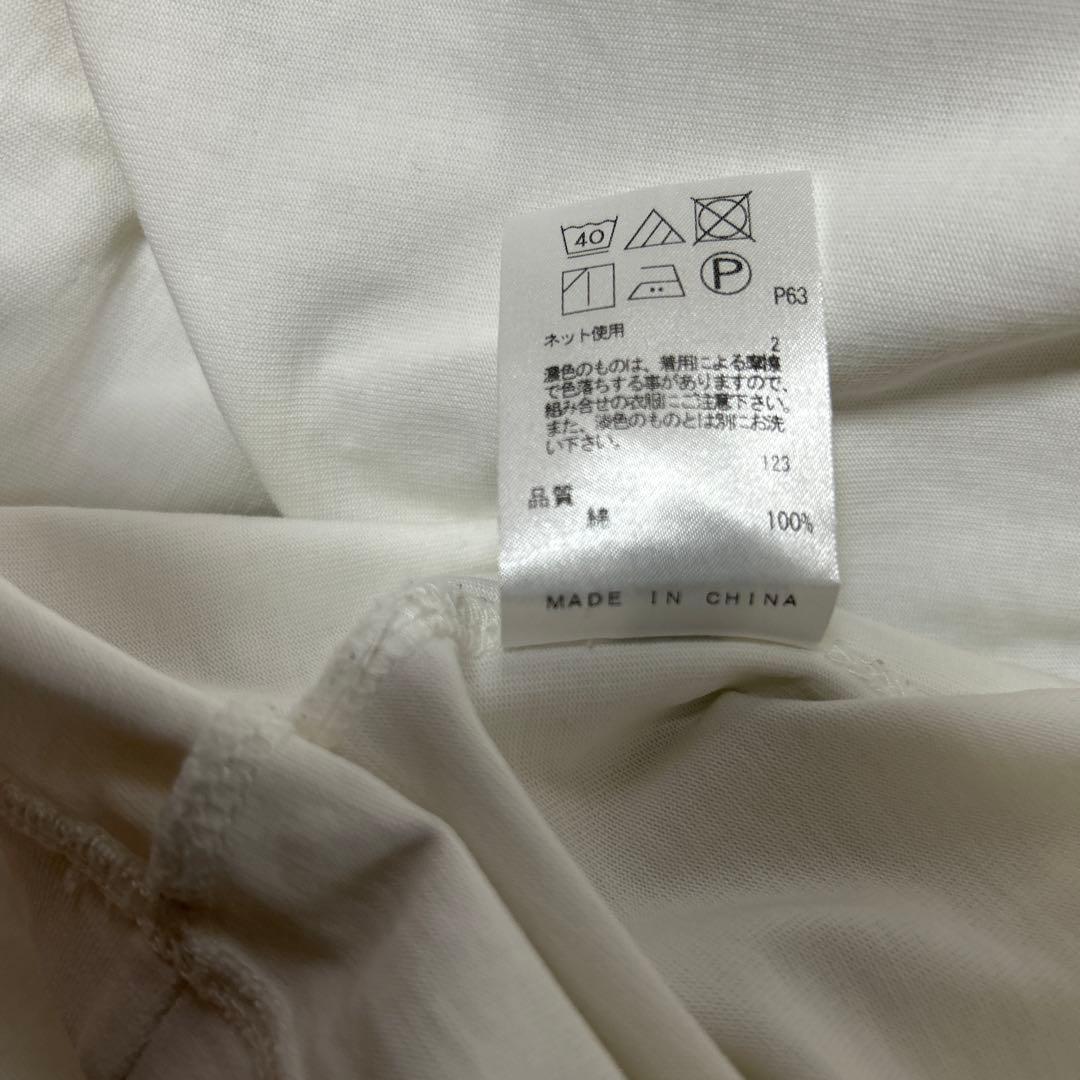 40
P
P63
ネット使用
2
濃色のものは、着用による摩擦
で色落ちする事がありますので、
組み合せの衣服にご注意下さい。
また、淡色のものとは別にお洗
い下さい。
123
品質
綿 100%
MADE IN CHINA